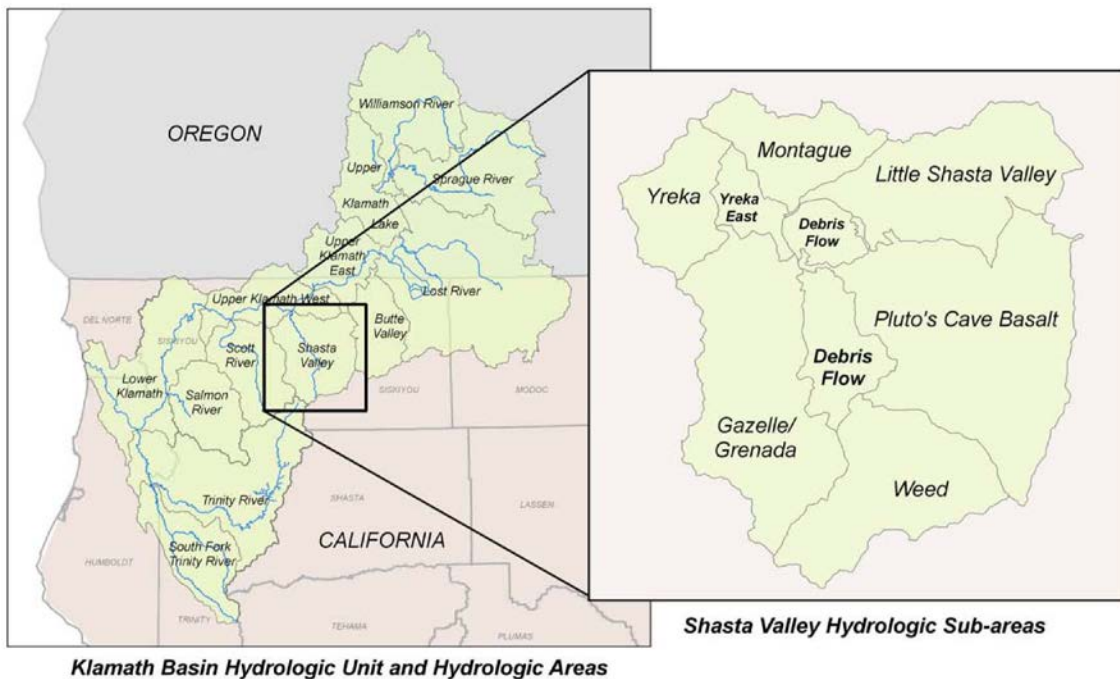 OREGON
Williamson River
Upper
Klamath
Lake
Sprague River
Upper
Klamath
East
Lost River
Upper Klamath West
Butte
Valley
Shasta
Valley
Scott
River
DEL NORTE
SISKIYOU
Lower
Klamath
Salmon
River
SISKIYOU
MODOC
Trinity River
SHASTA
LASSEN
South Fork
Trinity River
CALIFORNIA
HUMBOLDT
TRINITY
TEHAMA
PLUMAS
Klamath Basin Hydrologic Unit and Hydrologic Areas
Montague
Little Shasta Valley
Yreka
Yreka
East
Debris
Flow
Pluto's Cave Basalt
Debris
Flow
Gazelle/
Grenada
Weed
Shasta Valley Hydrologic Sub-areas